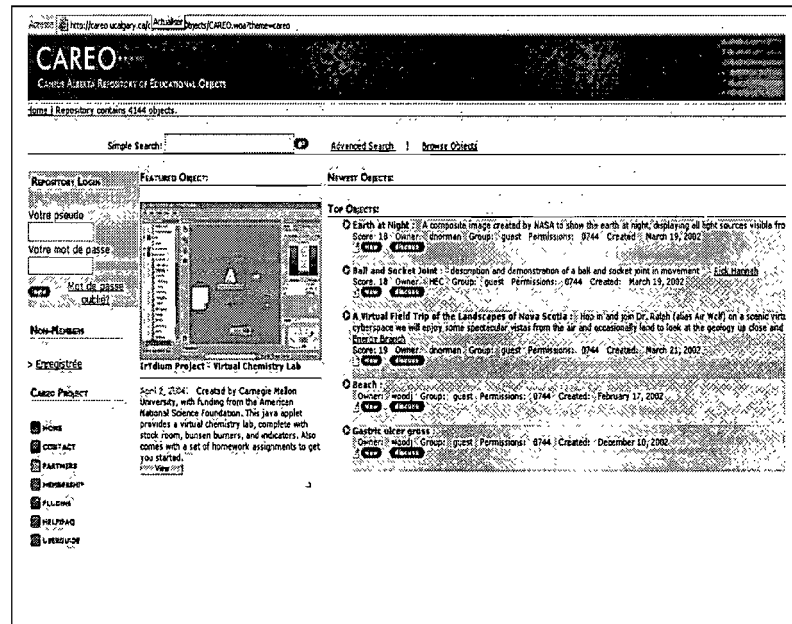 Adresse http://careo.ucalgary.ca/c Actualiser bjects/CAREO.woa?theme=careo
CAREO
CAMPUS ALBERTA REPOSITORY OF EDUCATIONAL OBJECTS
Home | Repository contains 4144 objects.
Simple Search: Advanced Search | Browse Objects
REPOSITORY LOGIN
Votre pseudo
Votre mot de passe
Mot de passe
oublié?
NON-MEMBERS
> Enregistrée
CAREO PROJECT
HOME
CONTACT
PARTNERS
MEMBERSHIP
PLUGINS
HELP/FAQ
USERGUIDE
FEATURED OBJECT:
Irydium Project - Virtual Chemistry Lab
April 2, 2004: Created by Carnegie Mellon
University, with funding from the American
National Science Foundation. This java applet
provides a virtual chemistry lab, complete with
stock room, bunsen burners, and indicators. Also
comes with a set of homework assignments to get
you started.
View
NEWEST OBJECTS:
TOP OBJECTS:
Earth at Night : A composite image created by NASA to show the earth at night, displaying all light sources visible fro
Score: 18 Owner: dnorman Group: guest Permissions: 0744 Created: March 19, 2002
view discuss
Ball and Socket Joint : description and demonstration of a ball and socket joint in movement Rick Hanneh
Score: 18 Owner: HEC Group: guest Permissions: 0744 Created: March 19, 2002
view discuss
A Virtual Field Trip of the Landscapes of Nova Scotia : Hop in and join Dr. Ralph (alias Air Wolf) on a scenic virtu
cyberspace we will enjoy some spectacular vistas from the air and occasionally land to look at the geology up close and
Energy Branch
Score: 19 Owner: dnorman Group: guest Permissions: 0744 Created: March 21, 2002
view discuss
Beach :
Owner: woodj Group: guest Permissions: 0744 Created: February 17, 2002
view discuss
Gastric ulcer gross :
Owner: woodj Group: guest Permissions: 0744 Created: December 10, 2002
view discuss